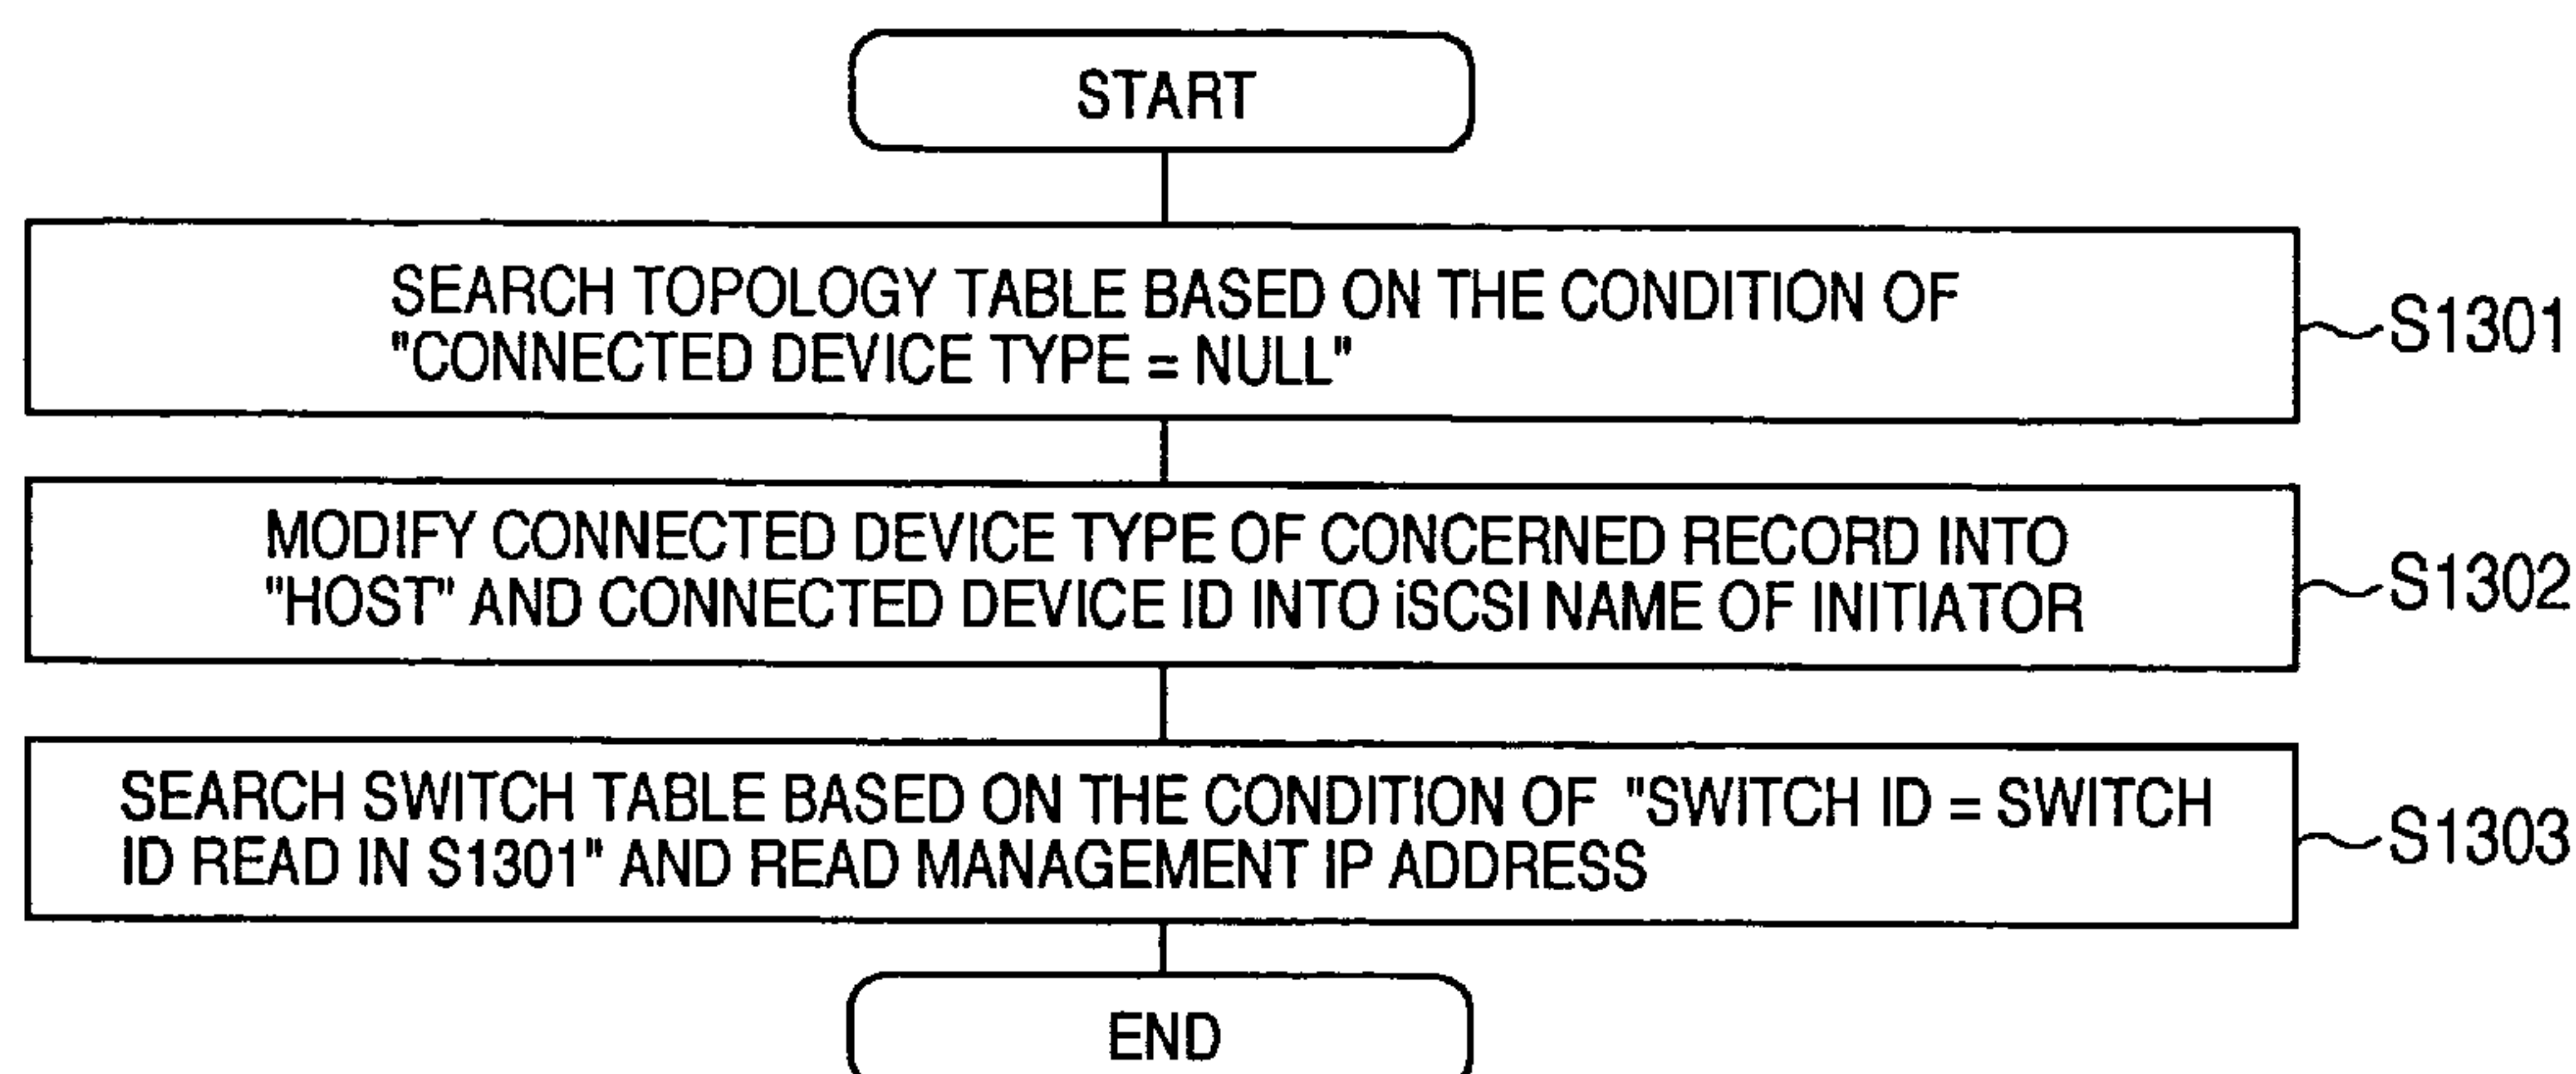 START
SEARCH TOPOLOGY TABLE BASED ON THE CONDITION OF
"CONNECTED DEVICE TYPE = NULL"
S1301
MODIFY CONNECTED DEVICE TYPE OF CONCERNED RECORD INTO
"HOST" AND CONNECTED DEVICE ID INTO iSCSI NAME OF INITIATOR
S1302
SEARCH SWITCH TABLE BASED ON THE CONDITION OF "SWITCH ID = SWITCH
ID READ IN S1301" AND READ MANAGEMENT IP ADDRESS
S1303
END